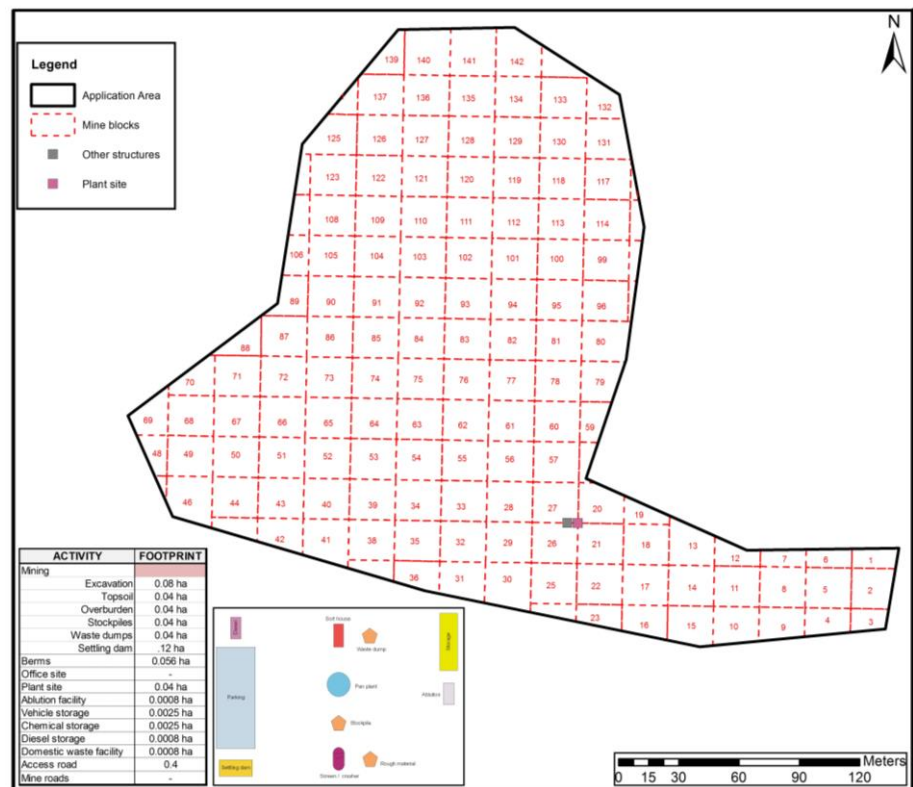 N
Legend
Application Area
Mine blocks
Other structures
Plant site
139 140 141 142
137 136 135 134 133 132
125 126 127 128 129 130 131
123 122 121 120 119 118 117
108 109 110 111 112 113 114
106 105 104 103 102 101 100 99
89 90 91 92 93 94 95 96
88 87 86 85 84 83 82 81 80
70 71 72 73 74 75 76 77 78 79
69 68 67 66 65 64 63 62 61 60 59
48 49 50 51 52 53 54 55 56 57
46 44 43 40 39 34 33 28 27 20 19
42 41 38 35 32 29 26 21 18 13 12 7 6 1
36 31 30 25 22 17 14 11 8 5 2
23 16 15 10 9 4 3
ACTIVITY FOOTPRINT
Mining
Excavation 0.08 ha
Topsoil 0.04 ha
Overburden 0.04 ha
Stockpiles 0.04 ha
Waste dumps 0.04 ha
Settling dam .12 ha
Berms 0.056 ha
Office site -
Plant site 0.04 ha
Ablution facility 0.0008 ha
Vehicle storage 0.0025 ha
Chemical storage 0.0025 ha
Diesel storage 0.0008 ha
Domestic waste facility 0.0008 ha
Access road 0.4
Mine roads -
Diesel
Parking
Settling dam
Sort house
Waste dump
Pan plant
Stockpile
Screen / crusher
Rough material
Storage
Ablution
Meters
0 15 30 60 90 120